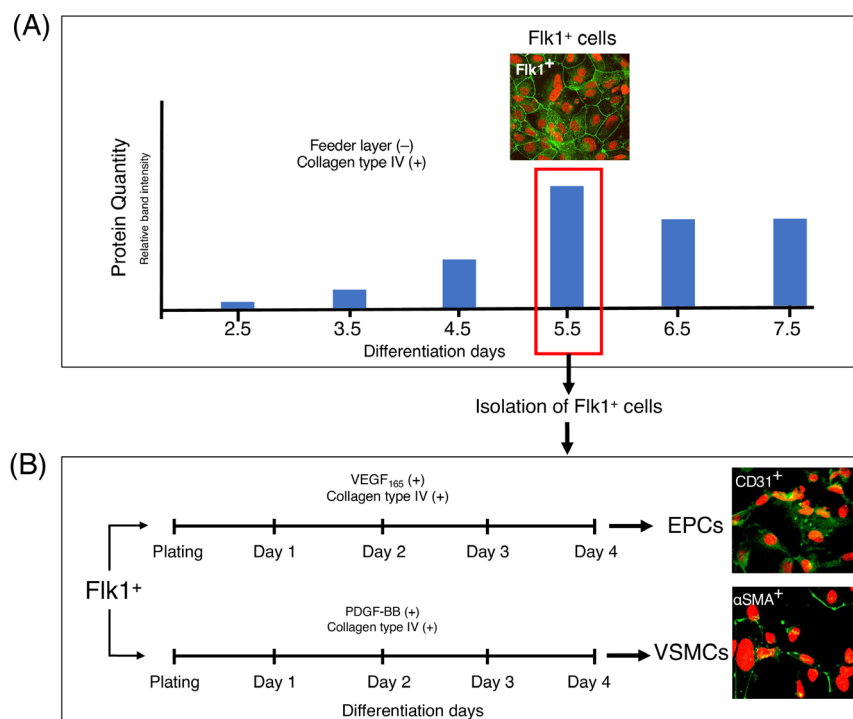 (A)
Flk1⁺ cells
Flk1⁺
Feeder layer (–)
Collagen type IV (+)
Protein Quantity
Relative band intensity
2.5 3.5 4.5 5.5 6.5 7.5
Differentiation days
Isolation of Flk1⁺ cells
(B)
VEGF₁₆₅ (+)
Collagen type IV (+)
CD31⁺
EPCs
Plating Day 1 Day 2 Day 3 Day 4
Flk1⁺
PDGF-BB (+)
Collagen type IV (+)
αSMA⁺
VSMCs
Plating Day 1 Day 2 Day 3 Day 4
Differentiation days